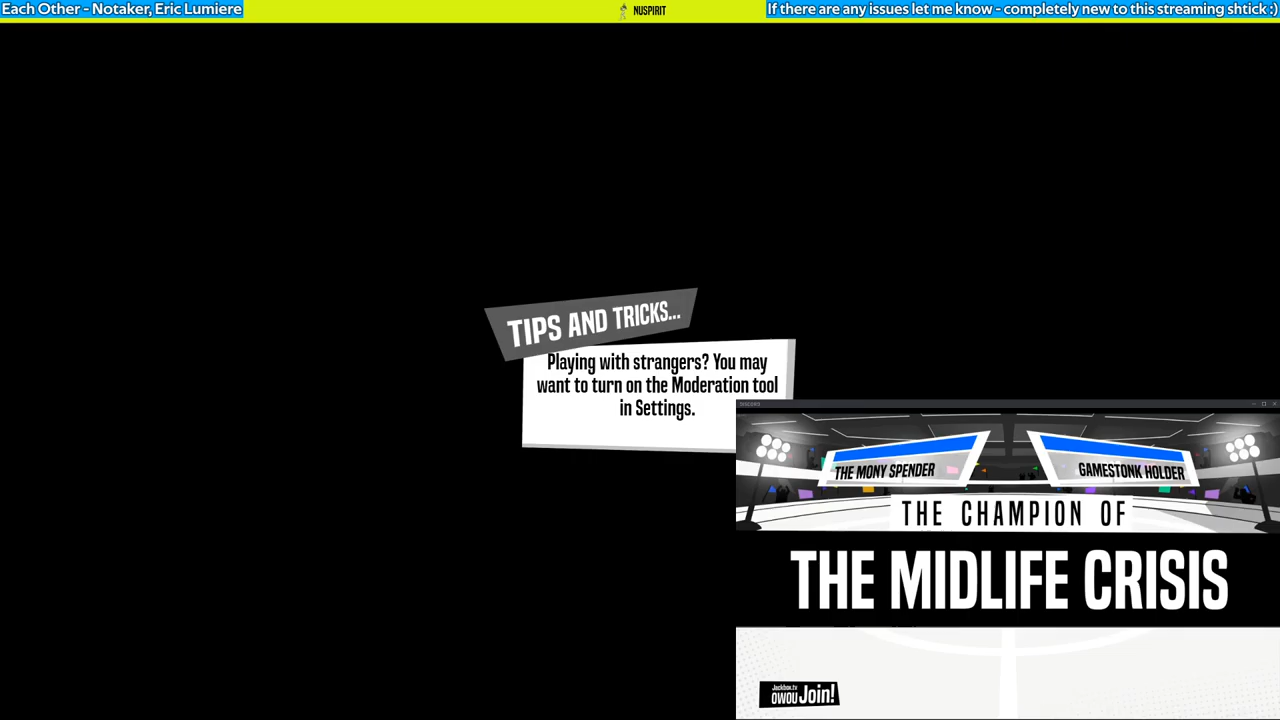 Each Other - Notaker, Eric Lumiere
NUSPIRIT
If there are any issues let me know - completely new to this streaming shtick :)
TIPS AND TRICKS...
Playing with strangers? You may
want to turn on the Moderation tool
in Settings.
THE MONY SPENDER
GAMESTONK HOLDER
THE CHAMPION OF
THE MIDLIFE CRISIS
Jackbox.tv
OWOU Join!